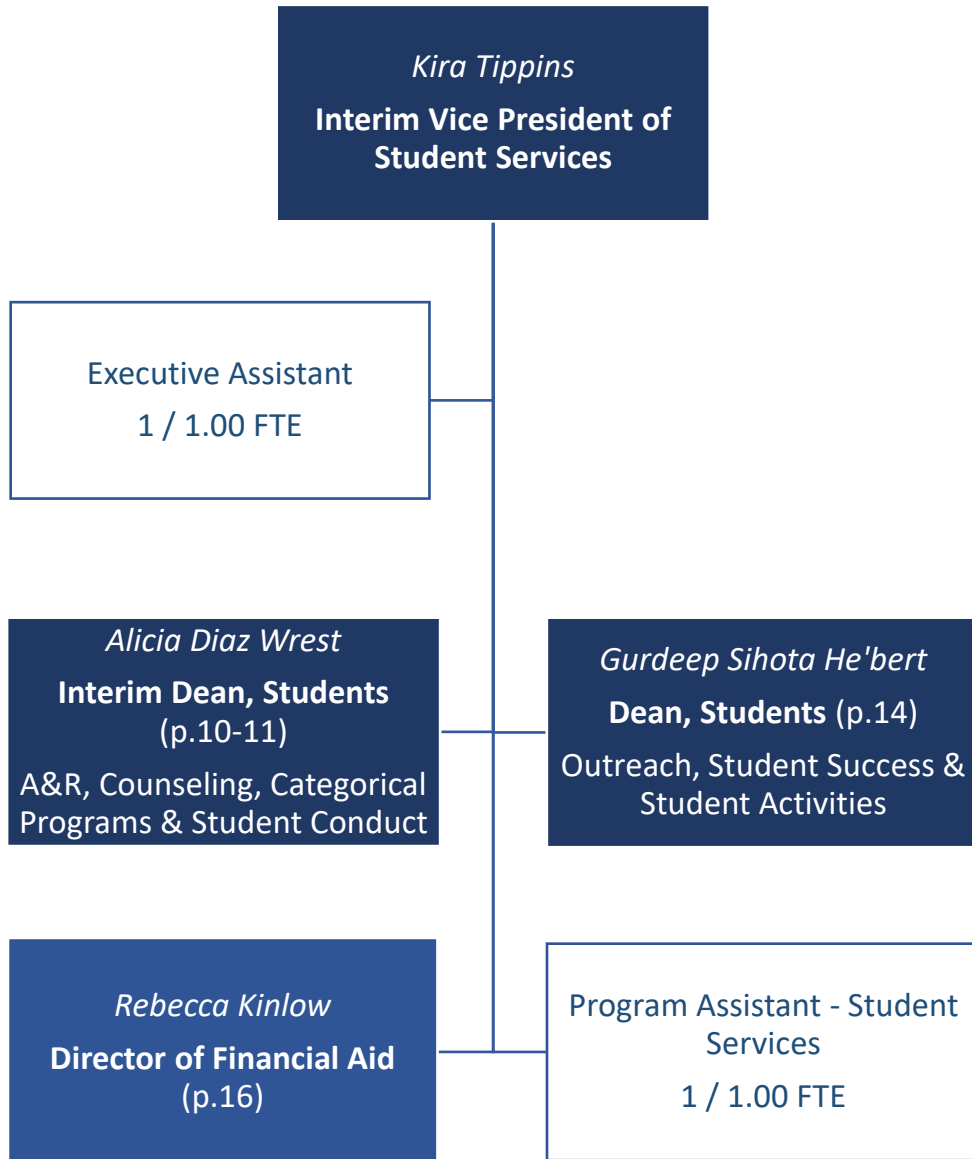 Kira Tippins
Interim Vice President of
Student Services
Executive Assistant
1 / 1.00 FTE
Alicia Diaz Wrest
Interim Dean, Students
(p.10-11)
A&R, Counseling, Categorical
Programs & Student Conduct
Gurdeep Sihota He'bert
Dean, Students (p.14)
Outreach, Student Success &
Student Activities
Rebecca Kinlow
Director of Financial Aid
(p.16)
Program Assistant - Student
Services
1 / 1.00 FTE